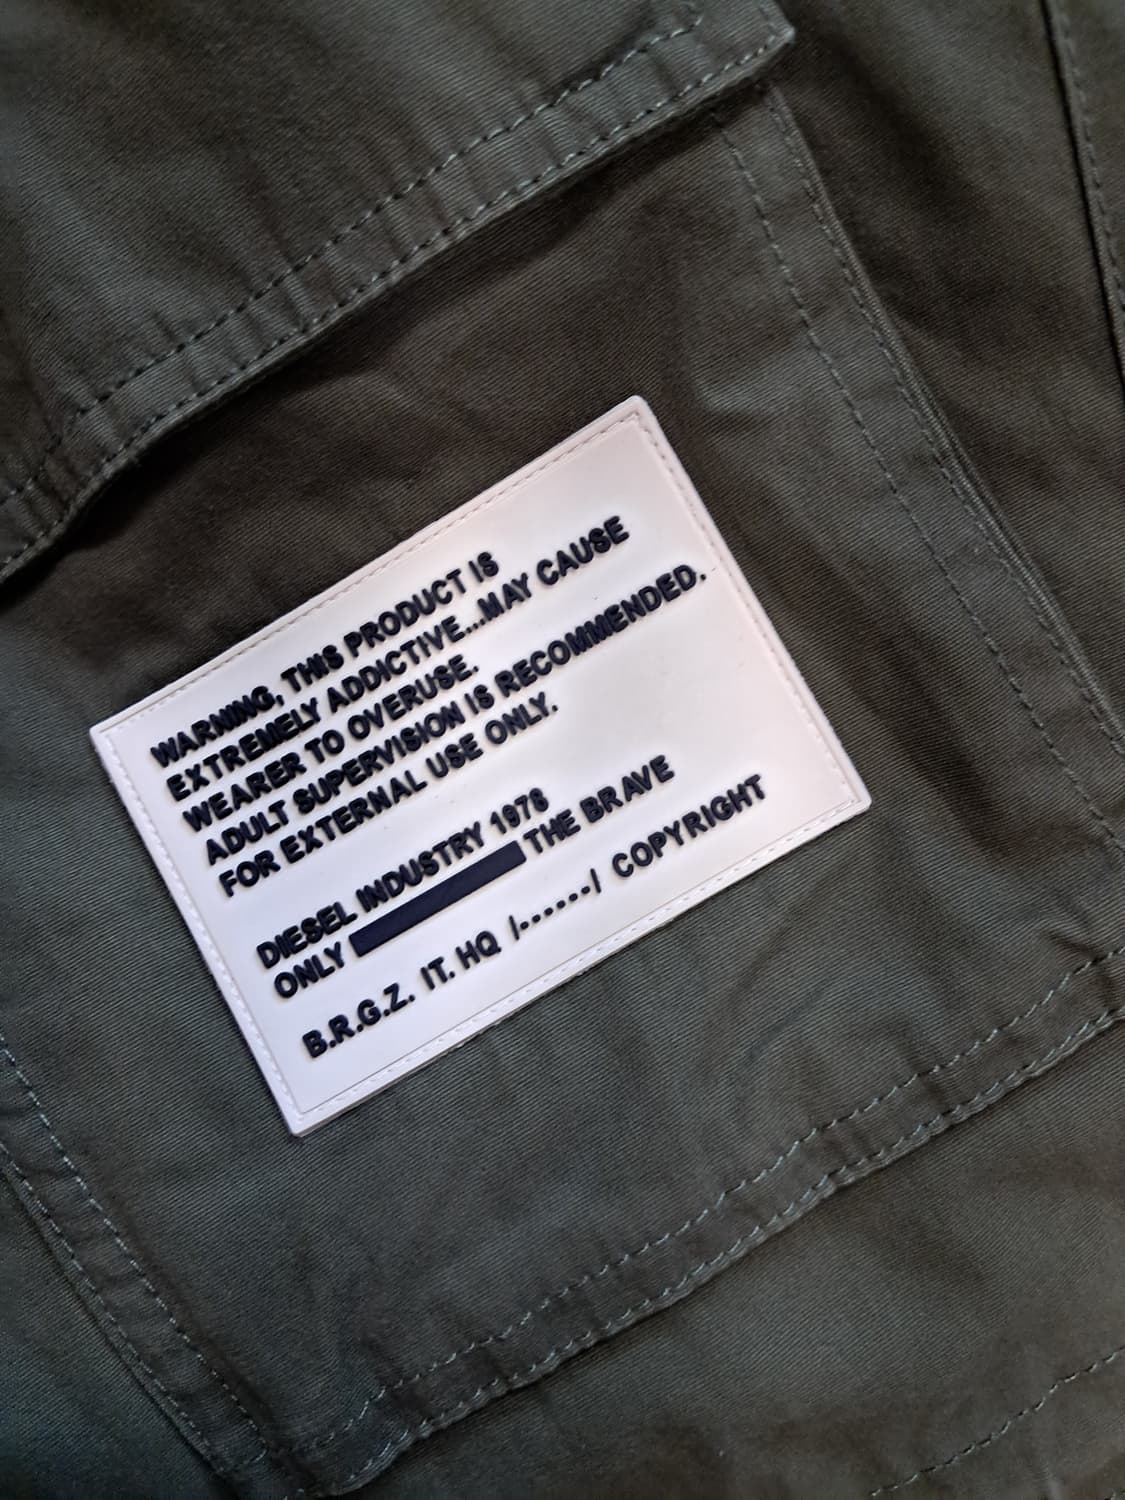 WARNING, THIS PRODUCT IS
EXTREMELY ADDICTIVE...MAY CAUSE
WEARER TO OVERUSE.
ADULT SUPERVISION IS RECOMMENDED.
FOR EXTERNAL USE ONLY.
DIESEL INDUSTRY 1978
ONLY THE BRAVE
B.R.G.Z. IT. HQ /......./ COPYRIGHT